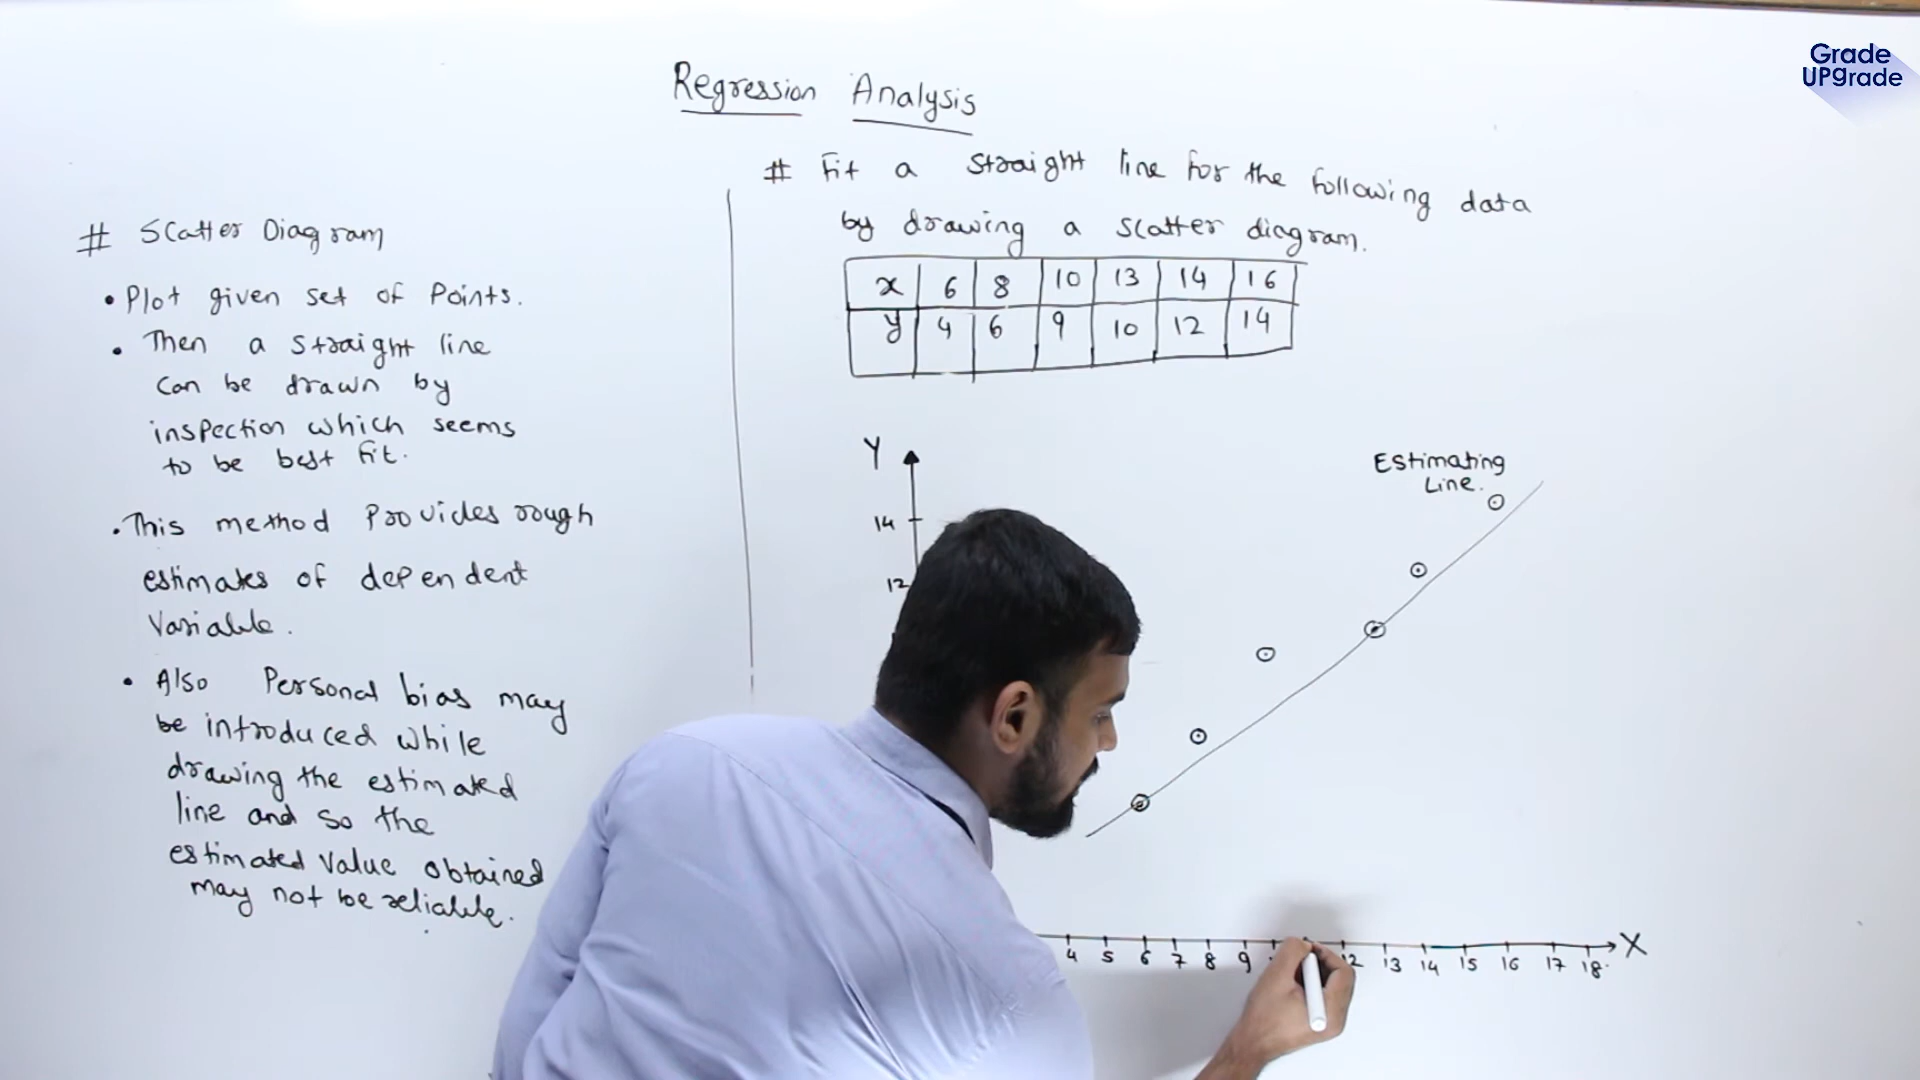 Grade
UPgrade
Regression Analysis
# Scatter Diagram
• Plot given set of Points.
• Then a straight line
can be drawn by
inspection which seems
to be best fit.
• This method Provides rough
estimates of dependent
Variable.
• Also Personal bias may
be introduced while
drawing the estimated
line and so the
estimated value obtained
may not be reliable.
# Fit a straight line for the following data
by drawing a scatter diagram.
x 6 8 10 13 14 16
y 4 6 9 10 12 14
Y
14
12
Estimating
Line.
4 5 6 7 8 9 12 13 14 15 16 17 18.
X